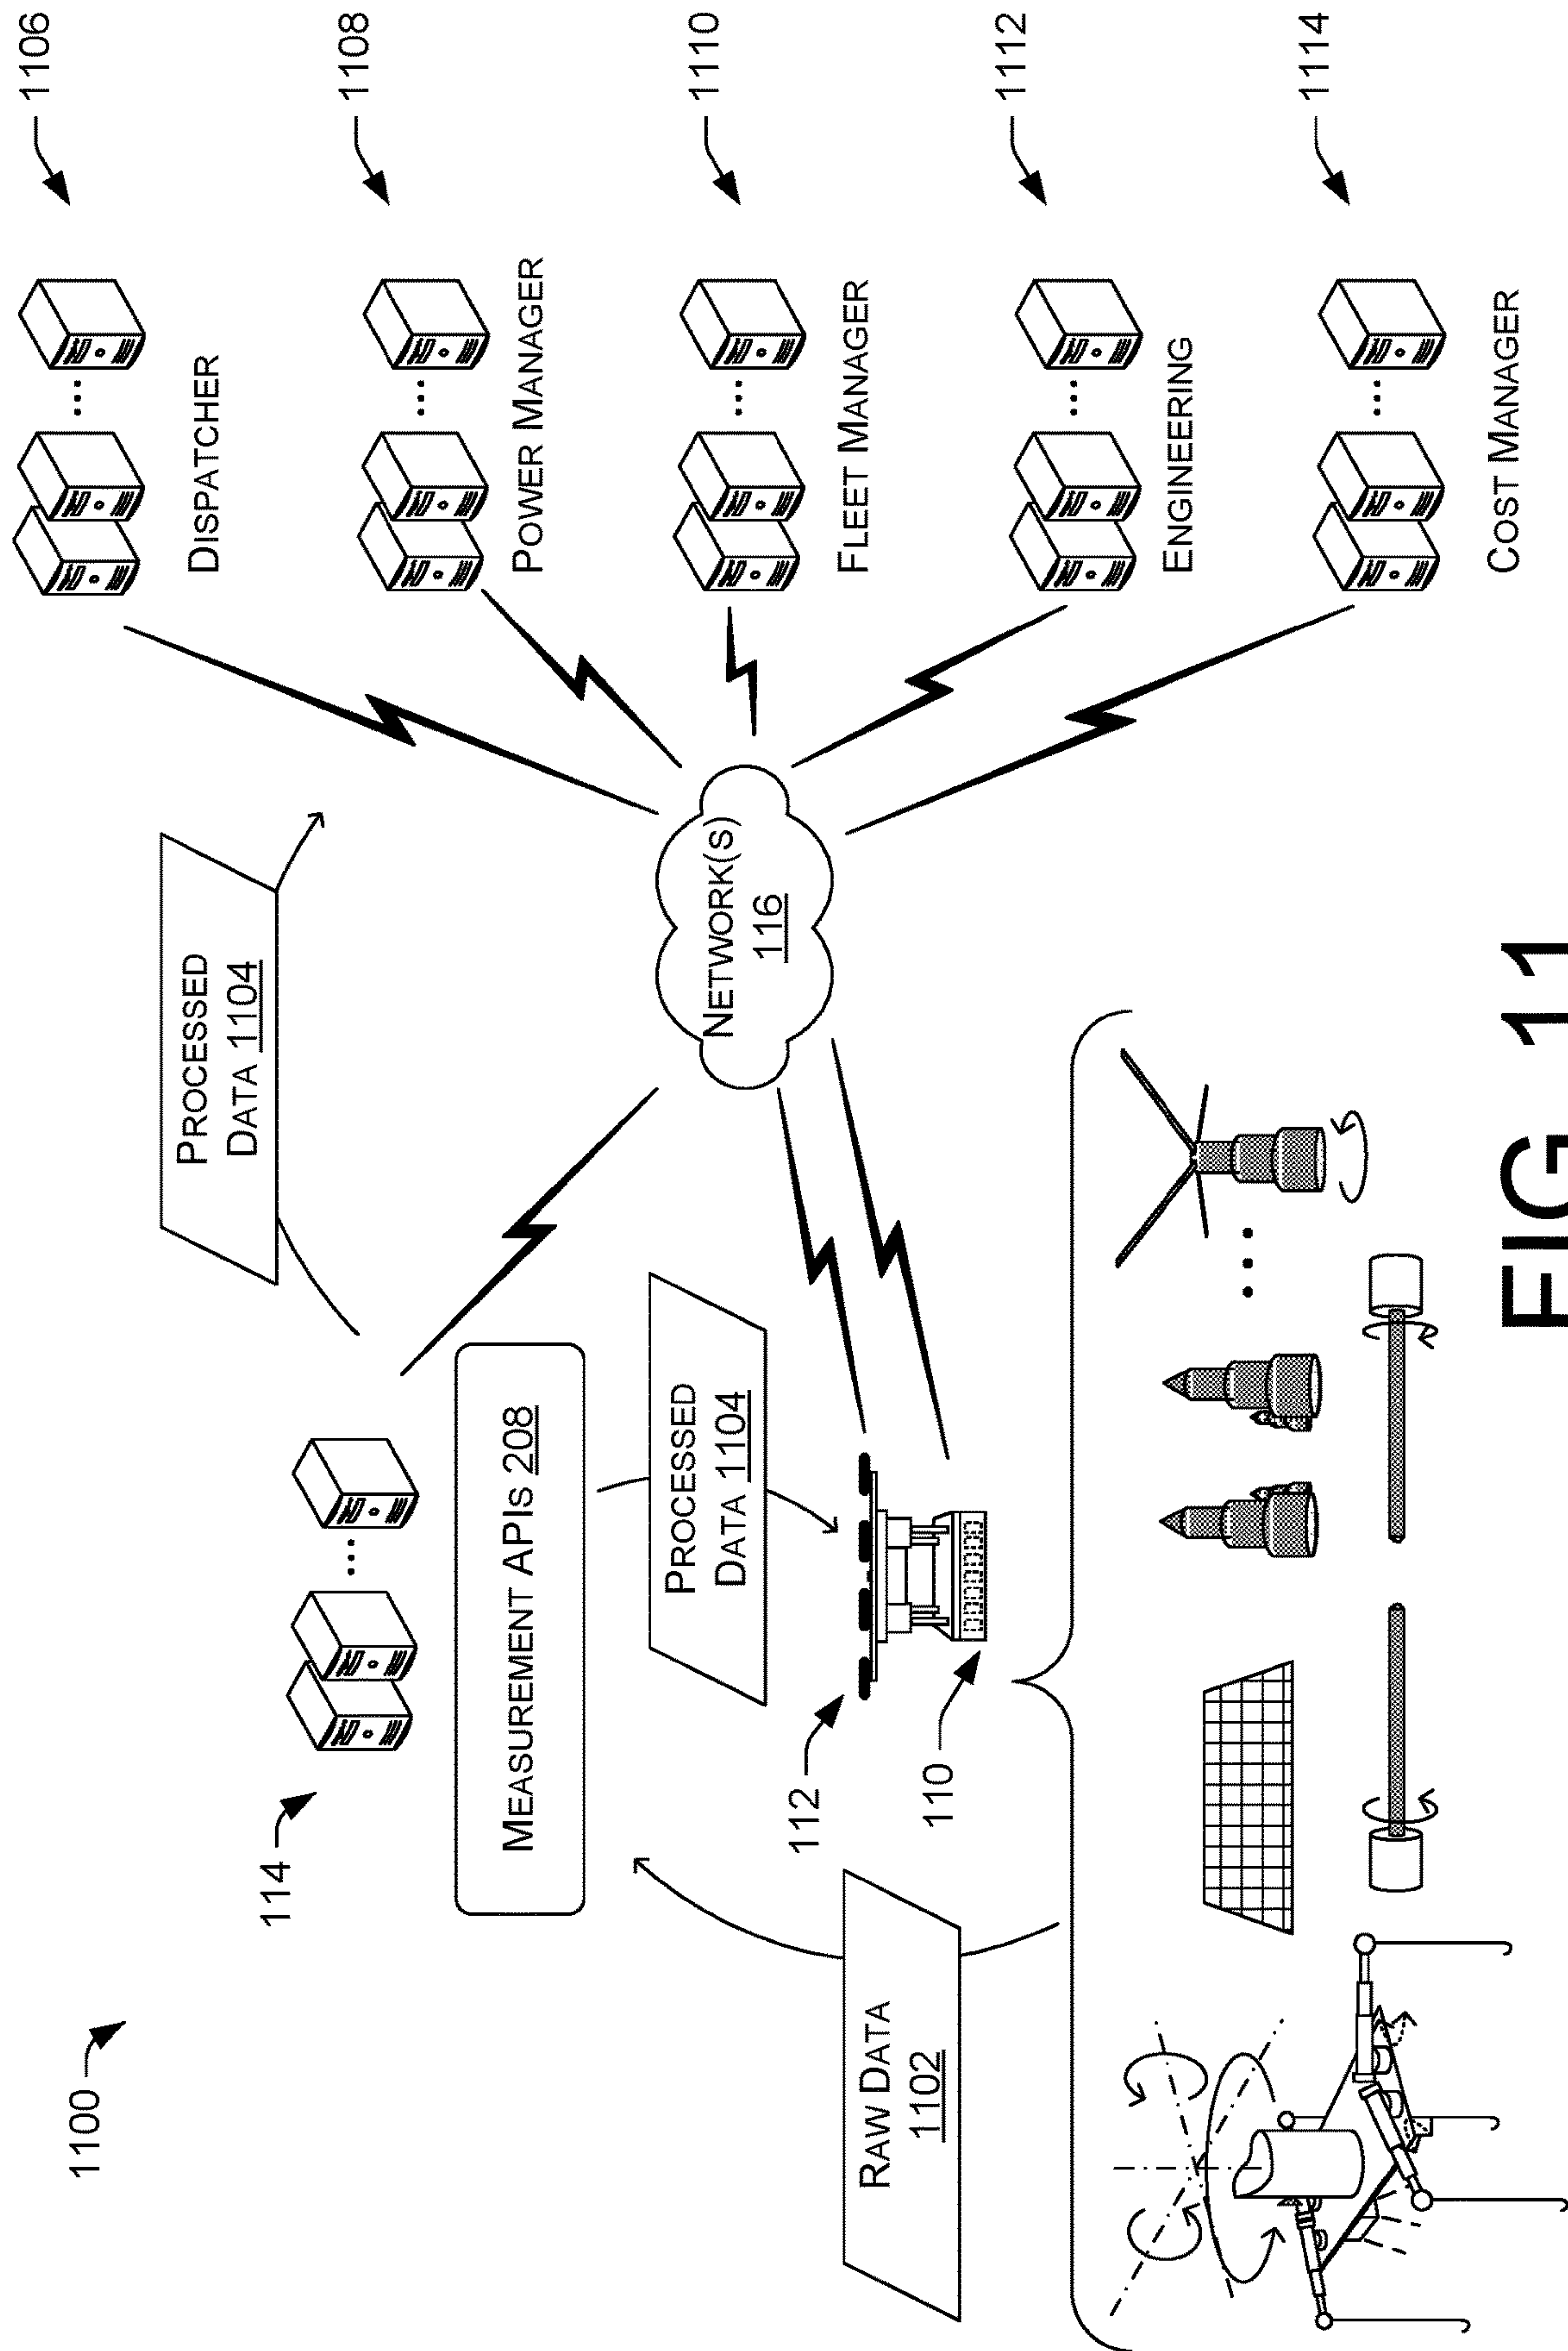 1100
114
MEASUREMENT APIS 208
PROCESSED
DATA 1104
PROCESSED
DATA 1104
RAW DATA
1102
112
110
NETWORK(S)
116
DISPATCHER
1106
POWER MANAGER
1108
FLEET MANAGER
1110
ENGINEERING
1112
COST MANAGER
1114
FIG. 11